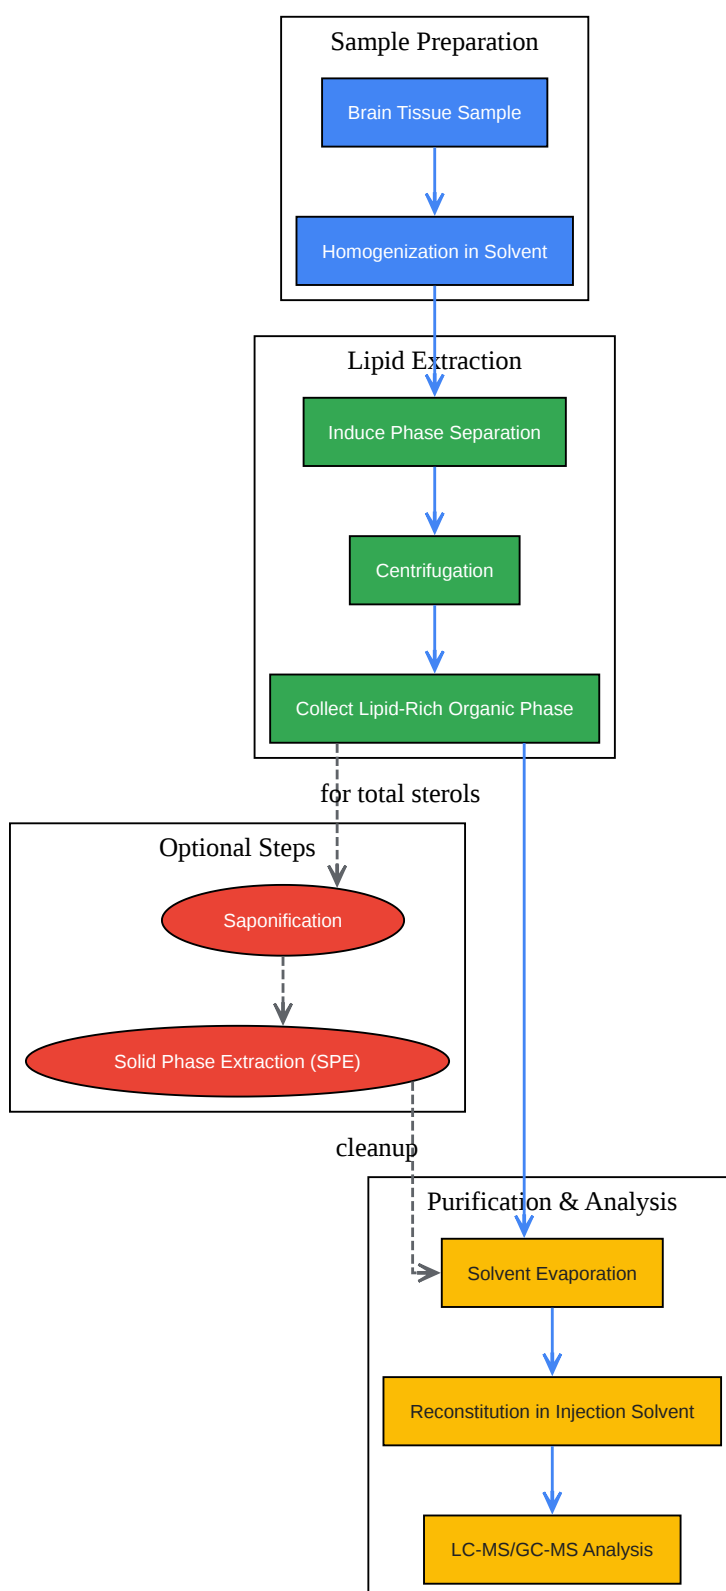 Sample Preparation
Brain Tissue Sample
Homogenization in Solvent
Lipid Extraction
Induce Phase Separation
Centrifugation
Collect Lipid-Rich Organic Phase
for total sterols
Optional Steps
Saponification
Solid Phase Extraction (SPE)
cleanup
Purification & Analysis
Solvent Evaporation
Reconstitution in Injection Solvent
LC-MS/GC-MS Analysis